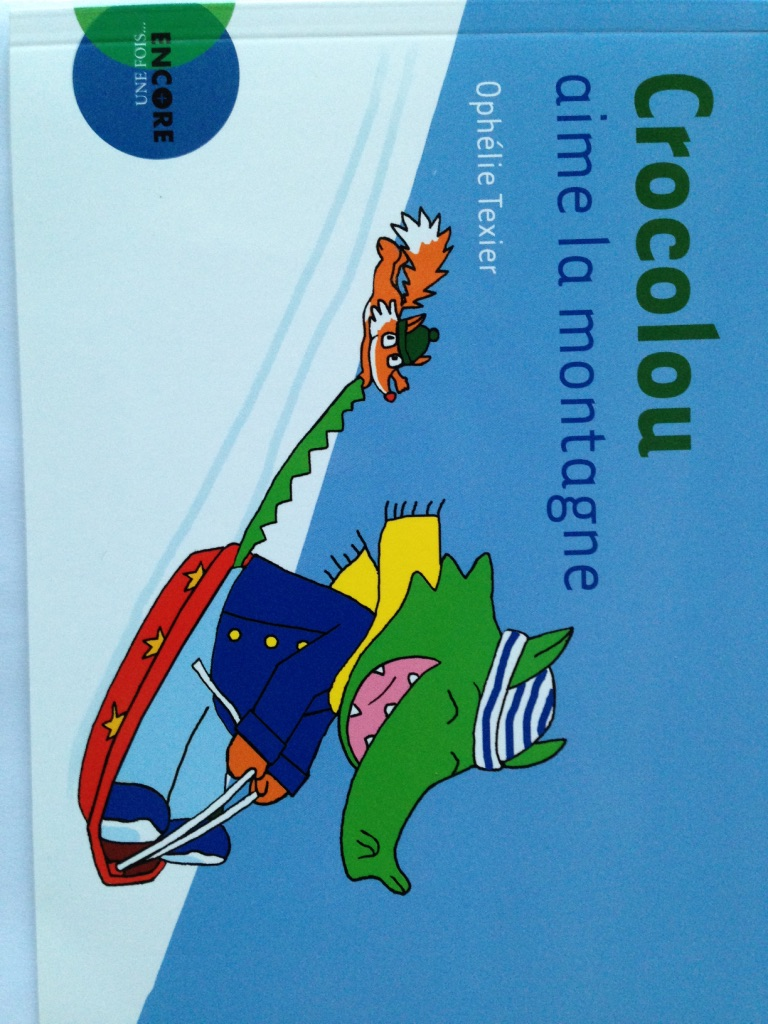 Crocolou
aime la montagne
Ophélie Texier
ENCORE
UNE FOIS...